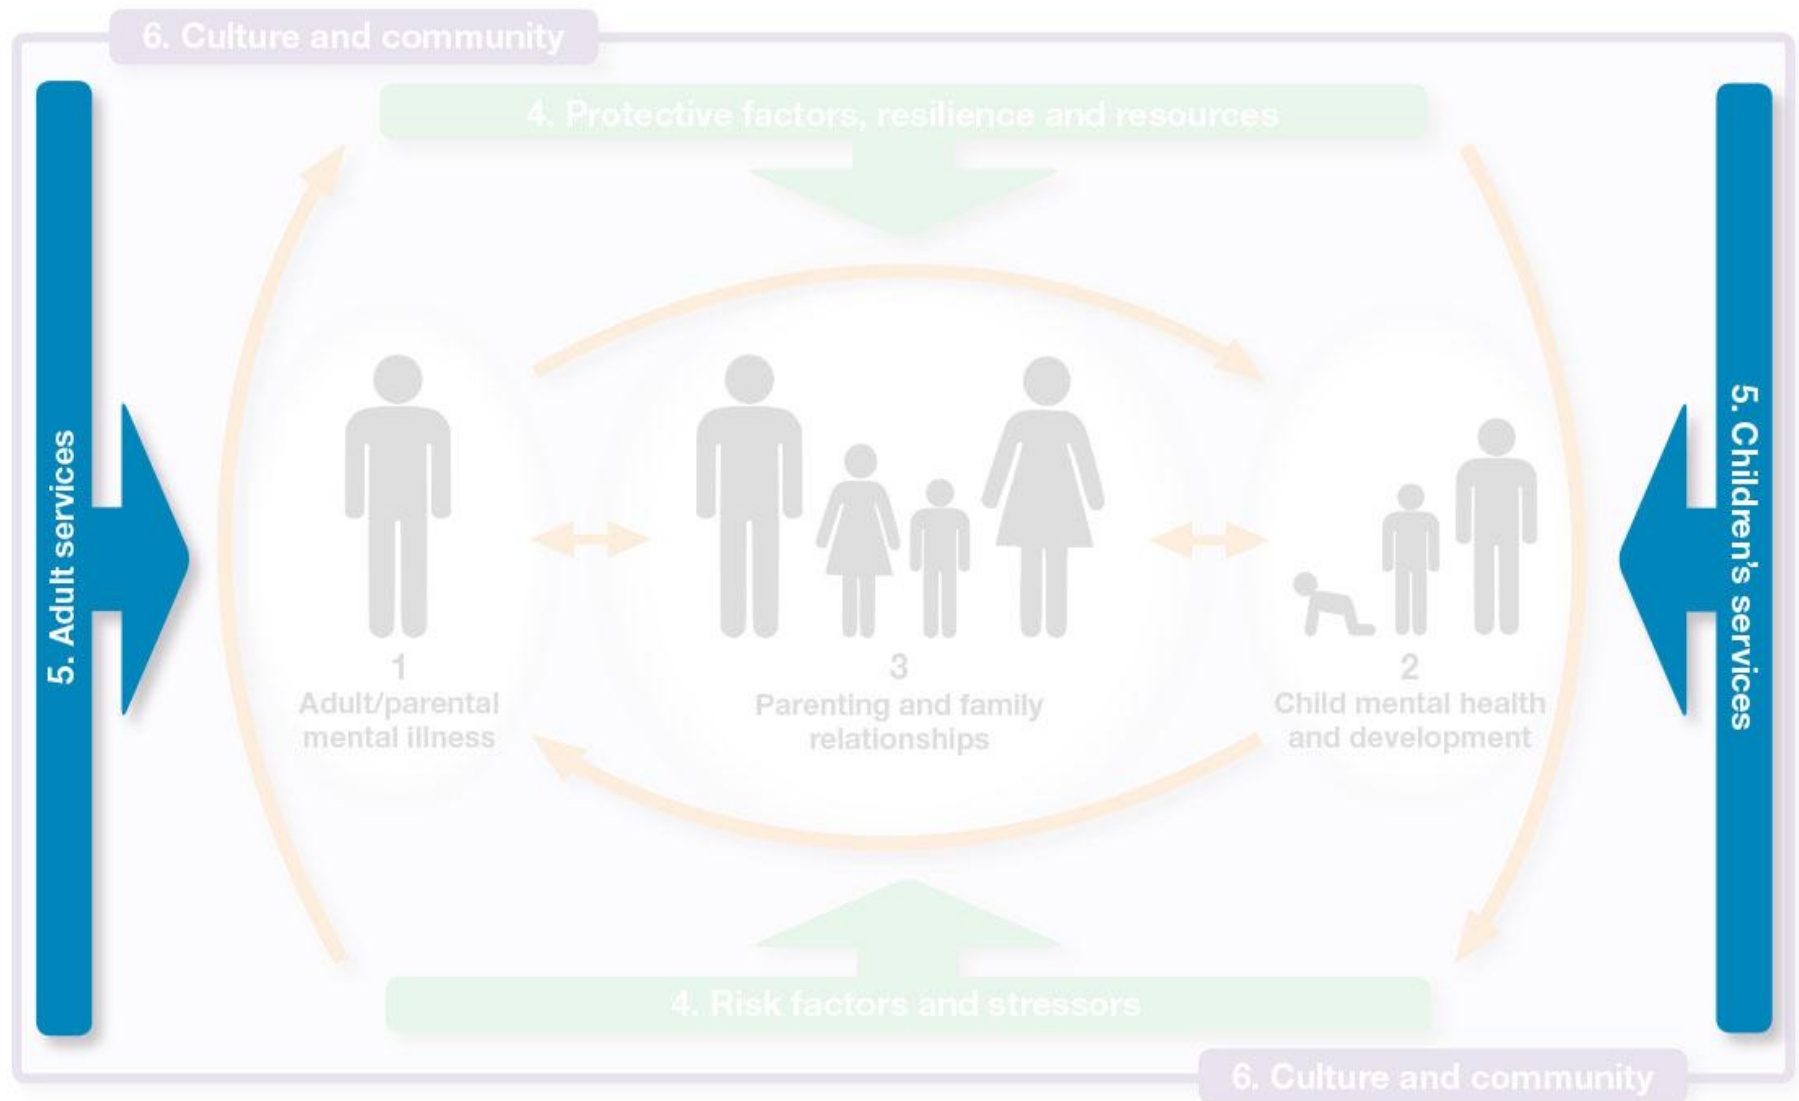 6. Culture and community
4. Protective factors, resilience and resources
5. Adult services
5. Children's services
1
Adult/parental
mental illness
3
Parenting and family
relationships
2
Child mental health
and development
4. Risk factors and stressors
6. Culture and community